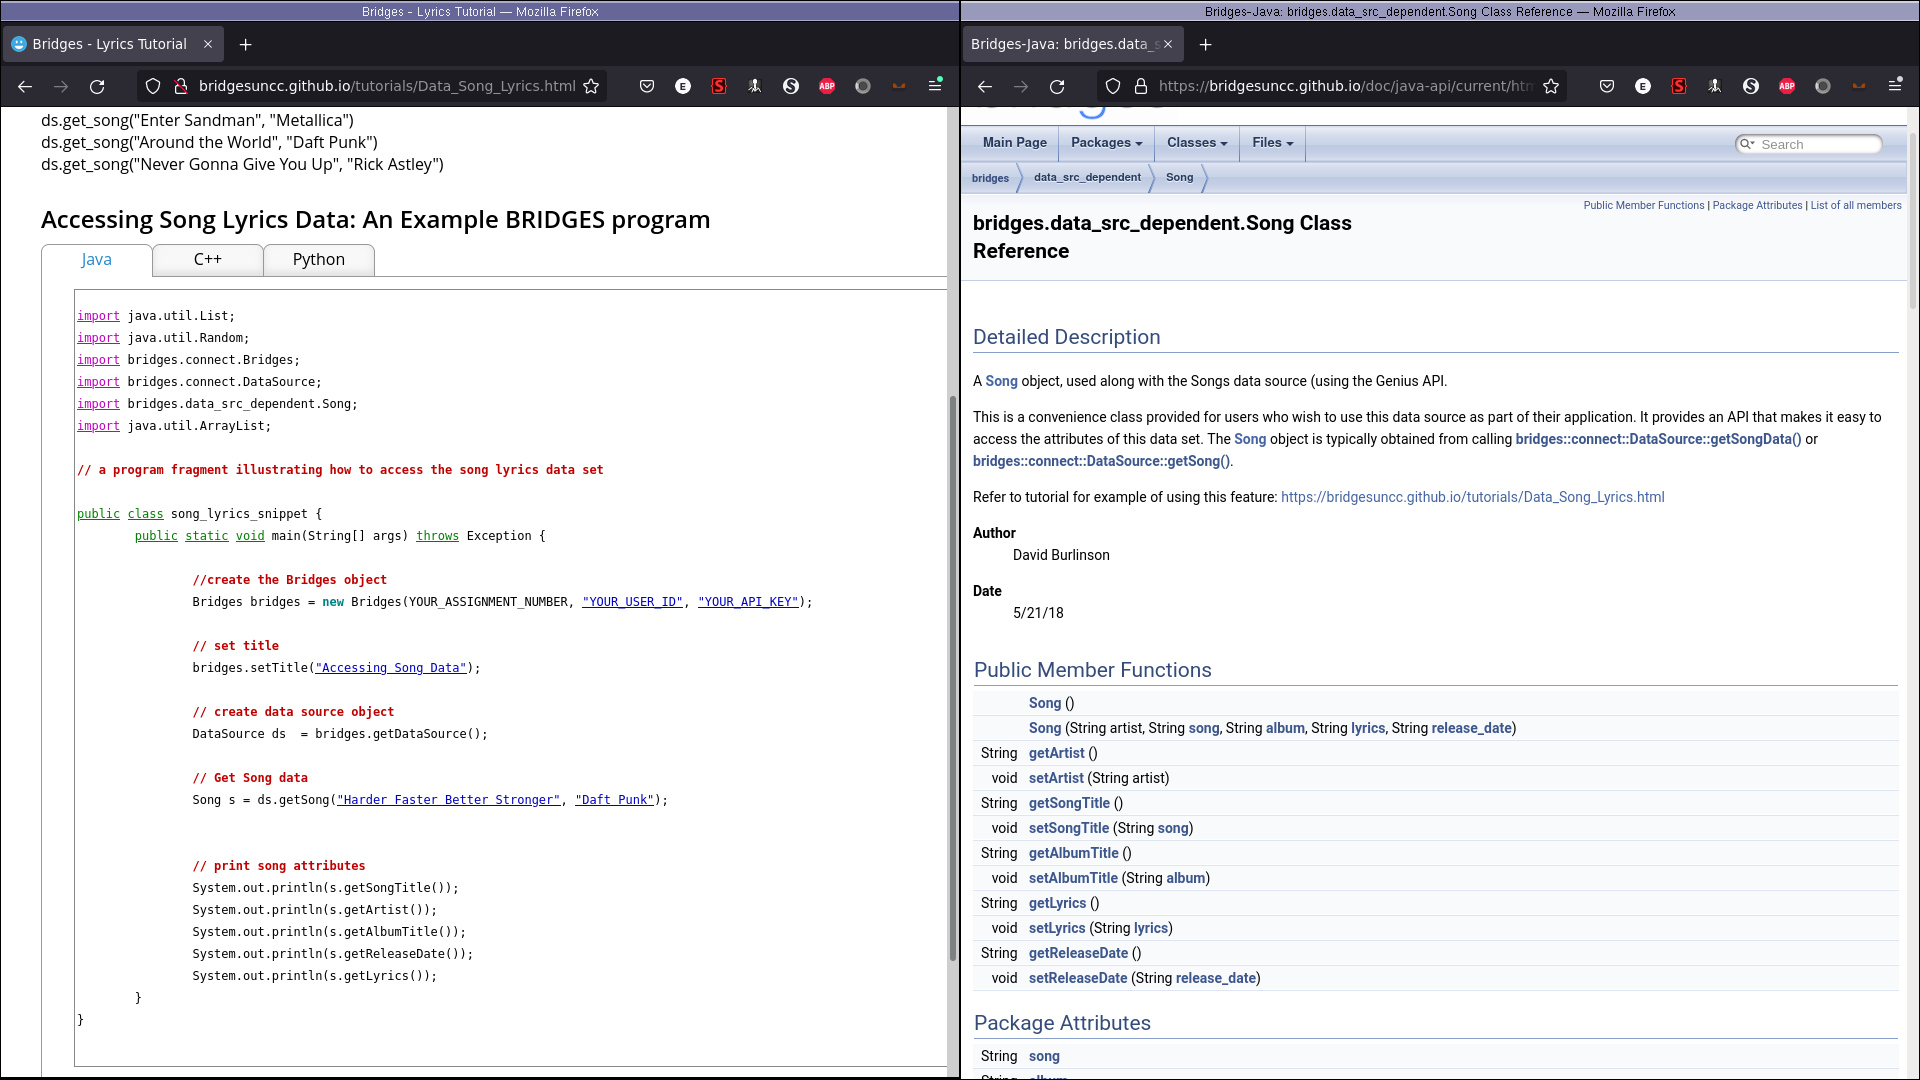 Bridges - Lyrics Tutorial — Mozilla Firefox
Bridges - Lyrics Tutorial
bridgesuncc.github.io/tutorials/Data_Song_Lyrics.html
E
S
S
ABP
ds.get_song("Enter Sandman", "Metallica")
ds.get_song("Around the World", "Daft Punk")
ds.get_song("Never Gonna Give You Up", "Rick Astley")
Accessing Song Lyrics Data: An Example BRIDGES program
Java C++ Python
import java.util.List;
import java.util.Random;
import bridges.connect.Bridges;
import bridges.connect.DataSource;
import bridges.data_src_dependent.Song;
import java.util.ArrayList;
// a program fragment illustrating how to access the song lyrics data set
public class song_lyrics_snippet {
public static void main(String[] args) throws Exception {
//create the Bridges object
Bridges bridges = new Bridges(YOUR_ASSIGNMENT_NUMBER, "YOUR_USER_ID", "YOUR_API_KEY");
// set title
bridges.setTitle("Accessing Song Data");
// create data source object
DataSource ds  = bridges.getDataSource();
// Get Song data
Song s = ds.getSong("Harder Faster Better Stronger", "Daft Punk");
// print song attributes
System.out.println(s.getSongTitle());
System.out.println(s.getArtist());
System.out.println(s.getAlbumTitle());
System.out.println(s.getReleaseDate());
System.out.println(s.getLyrics());
}
}
Bridges-Java: bridges.data_src_dependent.Song Class Reference — Mozilla Firefox
Bridges-Java: bridges.data_s
https://bridgesuncc.github.io/doc/java-api/current/htm
E
S
S
ABP
Main Page Packages Classes Files Search
bridges data_src_dependent Song
Public Member Functions | Package Attributes | List of all members
bridges.data_src_dependent.Song Class
Reference
Detailed Description
A Song object, used along with the Songs data source (using the Genius API.
This is a convenience class provided for users who wish to use this data source as part of their application. It provides an API that makes it easy to
access the attributes of this data set. The Song object is typically obtained from calling bridges::connect::DataSource::getSongData() or
bridges::connect::DataSource::getSong().
Refer to tutorial for example of using this feature: https://bridgesuncc.github.io/tutorials/Data_Song_Lyrics.html
Author
David Burlinson
Date
5/21/18
Public Member Functions
Song ()
Song (String artist, String song, String album, String lyrics, String release_date)
String getArtist ()
void setArtist (String artist)
String getSongTitle ()
void setSongTitle (String song)
String getAlbumTitle ()
void setAlbumTitle (String album)
String getLyrics ()
void setLyrics (String lyrics)
String getReleaseDate ()
void setReleaseDate (String release_date)
Package Attributes
String song
String album